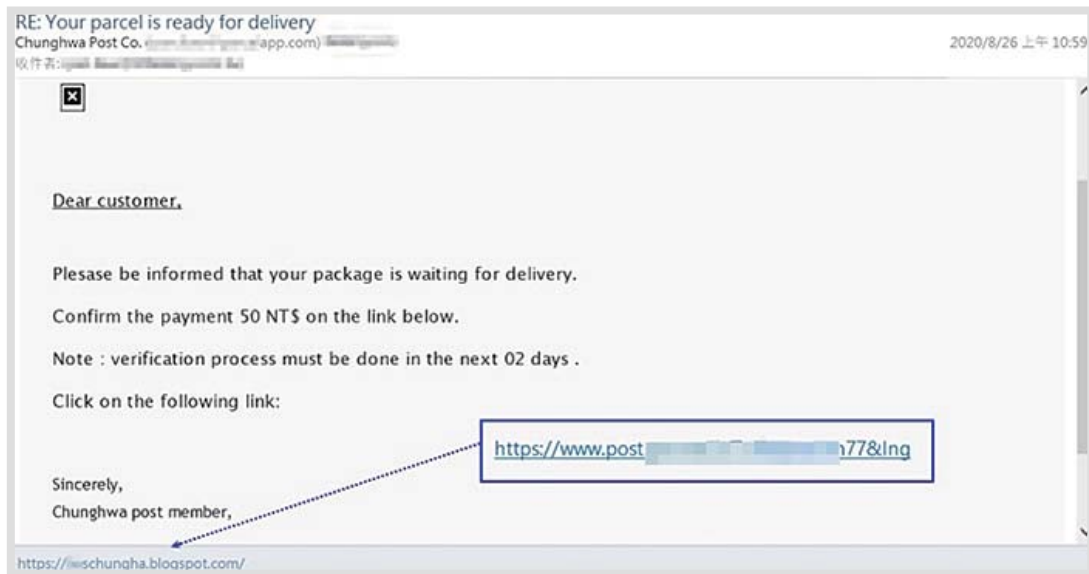 RE: Your parcel is ready for delivery
Chunghwa Post Co. app.com)
2020/8/26 上午 10:59
收件者:
Dear customer,
Plesase be informed that your package is waiting for delivery.
Confirm the payment 50 NT$ on the link below.
Note : verification process must be done in the next 02 days .
Click on the following link:
https://www.post 77&lng
Sincerely,
Chunghwa post member,
https:// schungha.blogspot.com/